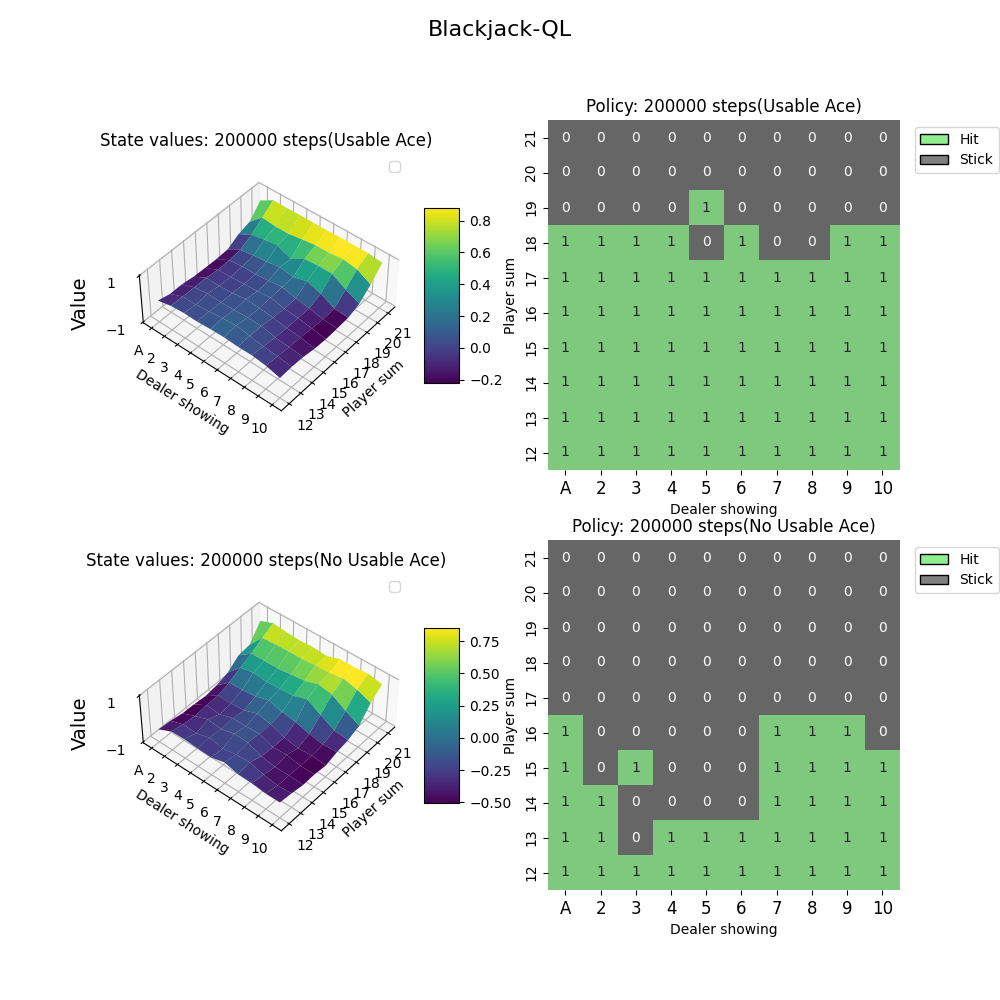 Blackjack-QL
State values: 200000 steps(Usable Ace)
Value
1
−1
A 2 3 4 5 6 7 8 9 10
Dealer showing
12 13 14 15 16 17 18 19 20 21
Player sum
0.8
0.6
0.4
0.2
0.0
−0.2
Policy: 200000 steps(Usable Ace)
Player sum
21 0 0 0 0 0 0 0 0 0 0
20 0 0 0 0 0 0 0 0 0 0
19 0 0 0 0 1 0 0 0 0 0
18 1 1 1 1 0 1 0 0 1 1
17 1 1 1 1 1 1 1 1 1 1
16 1 1 1 1 1 1 1 1 1 1
15 1 1 1 1 1 1 1 1 1 1
14 1 1 1 1 1 1 1 1 1 1
13 1 1 1 1 1 1 1 1 1 1
12 1 1 1 1 1 1 1 1 1 1
A 2 3 4 5 6 7 8 9 10
Dealer showing
Hit
Stick
State values: 200000 steps(No Usable Ace)
Value
1
−1
A 2 3 4 5 6 7 8 9 10
Dealer showing
12 13 14 15 16 17 18 19 20 21
Player sum
0.75
0.50
0.25
0.00
−0.25
−0.50
Policy: 200000 steps(No Usable Ace)
Player sum
21 0 0 0 0 0 0 0 0 0 0
20 0 0 0 0 0 0 0 0 0 0
19 0 0 0 0 0 0 0 0 0 0
18 0 0 0 0 0 0 0 0 0 0
17 0 0 0 0 0 0 0 0 0 0
16 1 0 0 0 0 0 1 1 1 0
15 1 0 1 0 0 0 1 1 1 1
14 1 1 0 0 0 0 1 1 1 1
13 1 1 0 1 1 1 1 1 1 1
12 1 1 1 1 1 1 1 1 1 1
A 2 3 4 5 6 7 8 9 10
Dealer showing
Hit
Stick